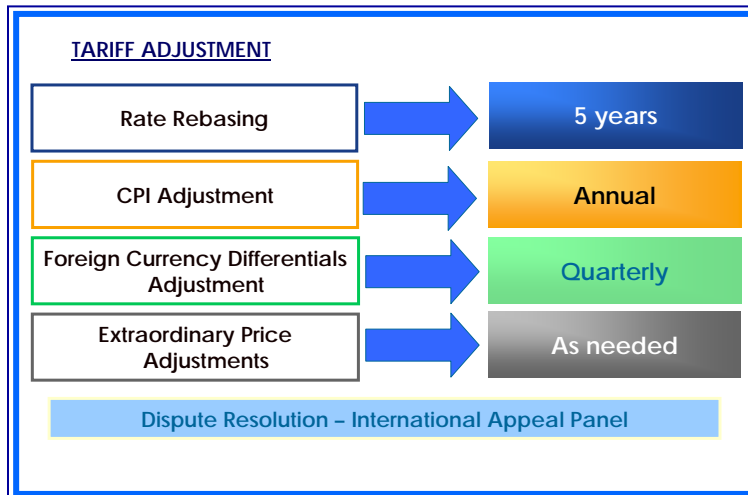 TARIFF ADJUSTMENT
Rate Rebasing
5 years
CPI Adjustment
Annual
Foreign Currency Differentials
Adjustment
Quarterly
Extraordinary Price
Adjustments
As needed
Dispute Resolution – International Appeal Panel